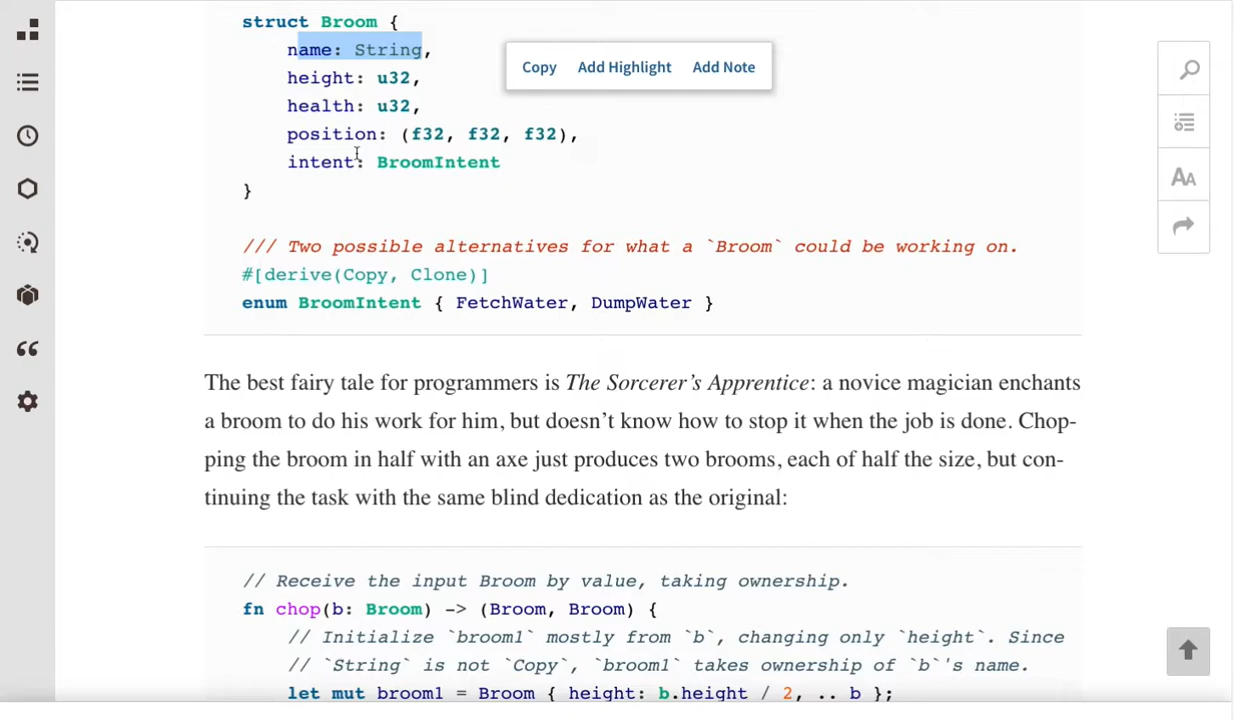 struct Broom {
    name: String,
    height: u32,
    health: u32,
    position: (f32, f32, f32),
    intent: BroomIntent
}
Copy Add Highlight Add Note
/// Two possible alternatives for what a `Broom` could be working on.
#[derive(Copy, Clone)]
enum BroomIntent { FetchWater, DumpWater }
The best fairy tale for programmers is The Sorcerer’s Apprentice: a novice magician enchants
a broom to do his work for him, but doesn’t know how to stop it when the job is done. Chop-
ping the broom in half with an axe just produces two brooms, each of half the size, but con-
tinuing the task with the same blind dedication as the original:
// Receive the input Broom by value, taking ownership.
fn chop(b: Broom) -> (Broom, Broom) {
    // Initialize `broom1` mostly from `b`, changing only `height`. Since
    // `String` is not `Copy`, `broom1` takes ownership of `b`'s name.
    let mut broom1 = Broom { height: b.height / 2, .. b };
AA